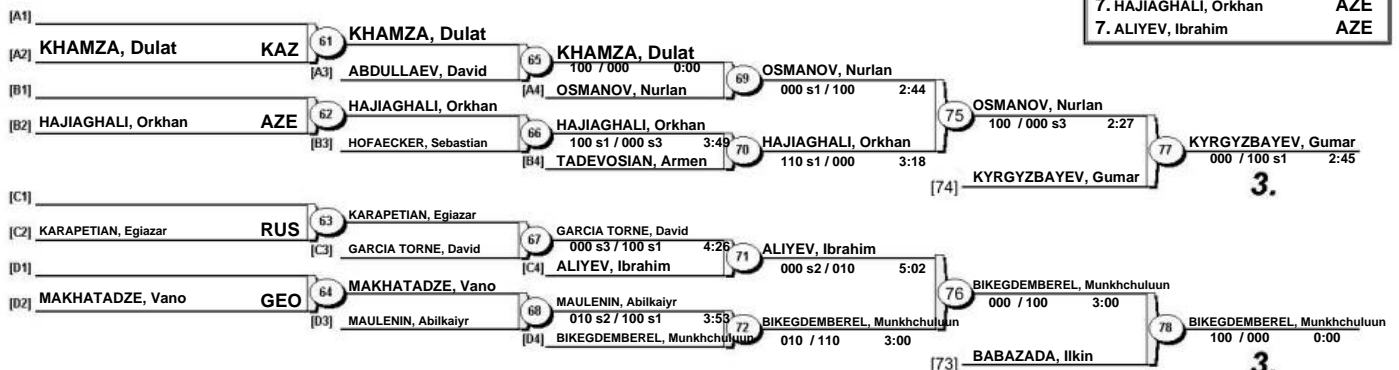 7. HAJIAGHALI, Orkhan AZE
7. ALIYEV, Ibrahim AZE
[A1]
[A2] KHAMZA, Dulat KAZ
61 KHAMZA, Dulat
[A3] ABDULLAEV, David
65 KHAMZA, Dulat
100 / 000 0:00
[A4] OSMANOV, Nurlan
69 OSMANOV, Nurlan
000 s1 / 100 2:44
[B1]
[B2] HAJIAGHALI, Orkhan AZE
62 HAJIAGHALI, Orkhan
[B3] HOFAECKER, Sebastian
66 HAJIAGHALI, Orkhan
100 s1 / 000 s3 3:49
[B4] TADEVOSIAN, Armen
70 HAJIAGHALI, Orkhan
110 s1 / 000 3:18
75 OSMANOV, Nurlan
100 / 000 s3 2:27
[74] KYRGYZBAYEV, Gumar
77 KYRGYZBAYEV, Gumar
000 / 100 s1 2:45
3.
[C1]
[C2] KARAPETIAN, Egiazar RUS
63 KARAPETIAN, Egiazar
[C3] GARCIA TORNE, David
67 GARCIA TORNE, David
000 s3 / 100 s1 4:26
[C4] ALIYEV, Ibrahim
71 ALIYEV, Ibrahim
000 s2 / 010 5:02
[D1]
[D2] MAKHATADZE, Vano GEO
64 MAKHATADZE, Vano
[D3] MAULENIN, Abilkaiyr
68 MAULENIN, Abilkaiyr
010 s2 / 100 s1 3:53
[D4] BIKEGDEMBEREL, Munkhchuluun
72 BIKEGDEMBEREL, Munkhchuluun
010 / 110 3:00
76 BIKEGDEMBEREL, Munkhchuluun
000 / 100 3:00
[73] BABAZADA, Ilkin
78 BIKEGDEMBEREL, Munkhchuluun
100 / 000 0:00
3.